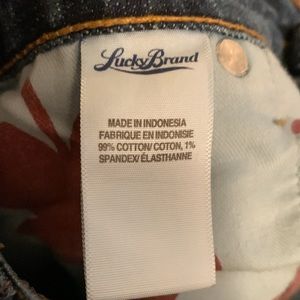 Lucky Brand
MADE IN INDONESIA
FABRIQUE EN INDONISIE
99% COTTON/ COTON, 1%
SPANDEX/ ÉLASTHANNE